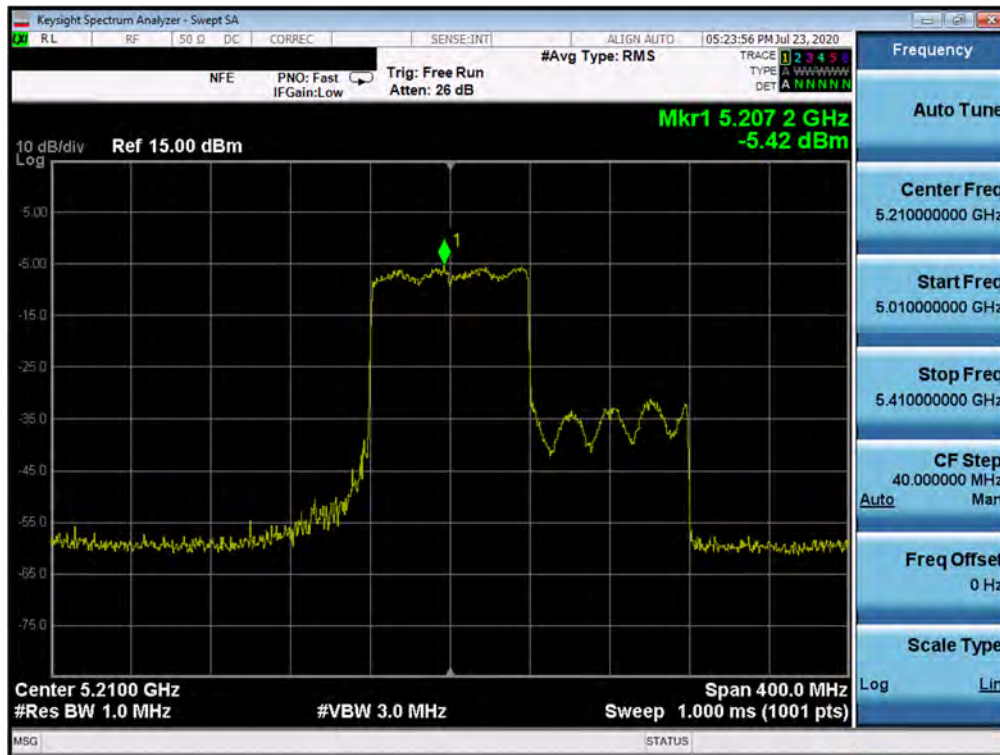 Keysight Spectrum Analyzer - Swept SA
LXI RL RF 50 Ω DC CORREC SENSE:INT ALIGN AUTO 05:23:56 PM Jul 23, 2020
#Avg Type: RMS
TRACE 1 2 3 4 5 6
TYPE A WWWWWW
DET A N N N N N
NFE PNO: Fast Trig: Free Run
IFGain:Low Atten: 26 dB
Mkr1 5.207 2 GHz
-5.42 dBm
10 dB/div Ref 15.00 dBm
Log
1
5.00
-5.00
-15.0
-25.0
-35.0
-45.0
-55.0
-65.0
-75.0
Center 5.2100 GHz Span 400.0 MHz
#Res BW 1.0 MHz #VBW 3.0 MHz Sweep 1.000 ms (1001 pts)
MSG STATUS
Frequency
Auto Tune
Center Freq
5.210000000 GHz
Start Freq
5.010000000 GHz
Stop Freq
5.410000000 GHz
CF Step
40.000000 MHz
Auto Man
Freq Offset
0 Hz
Scale Type
Log Lin